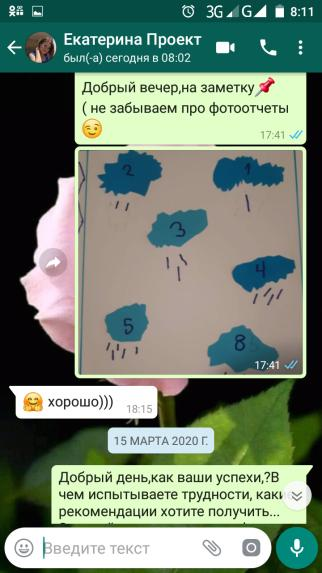 3G G 8:11
Екатерина Проект
был(-а) сегодня в 08:02
Добрый вечер,на заметку
( не забываем про фотоотчеты
17:41
2 1
3
4
5
8
17:41
хорошо)))
18:15
15 МАРТА 2020 Г.
Добрый день,как ваши успехи,?В
чем испытываете трудности, каки
рекомендации хотите получить...
Введите текст